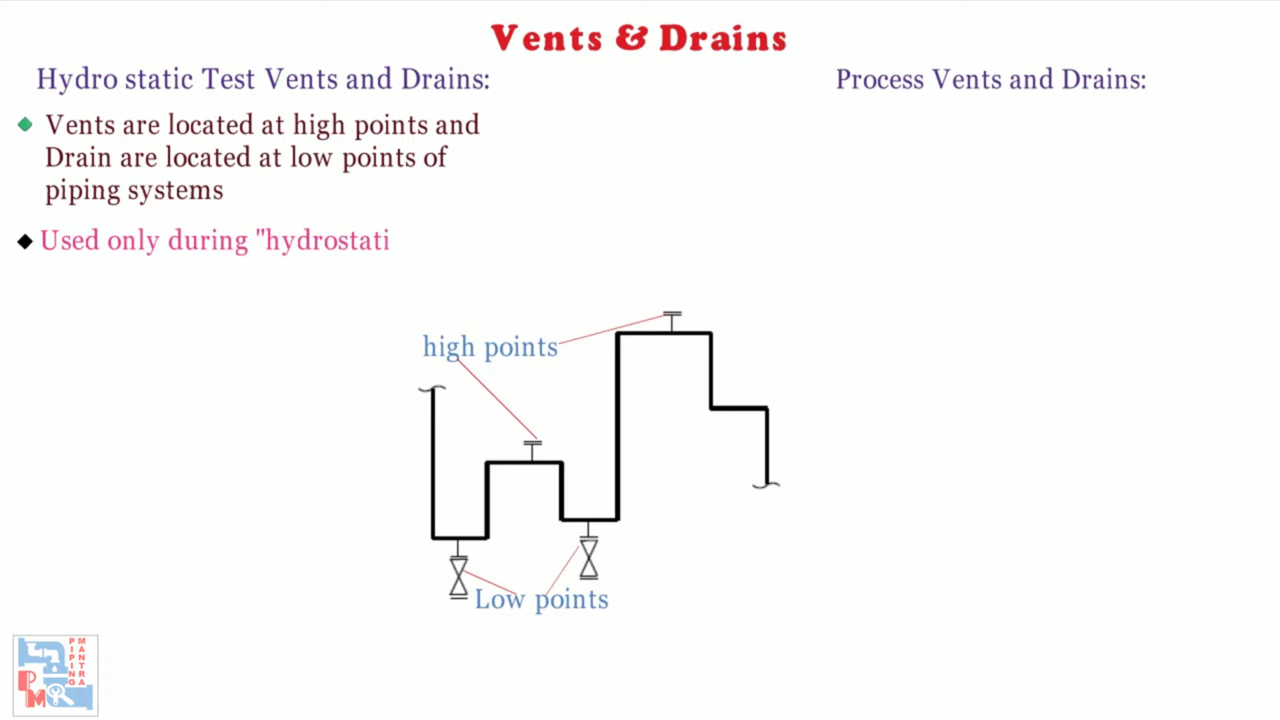 Vents & Drains
Hydro static Test Vents and Drains:
Process Vents and Drains:
Vents are located at high points and
Drain are located at low points of
piping systems
Used only during "hydrostati
high points
Low points
PIPING
MANTRA
PM